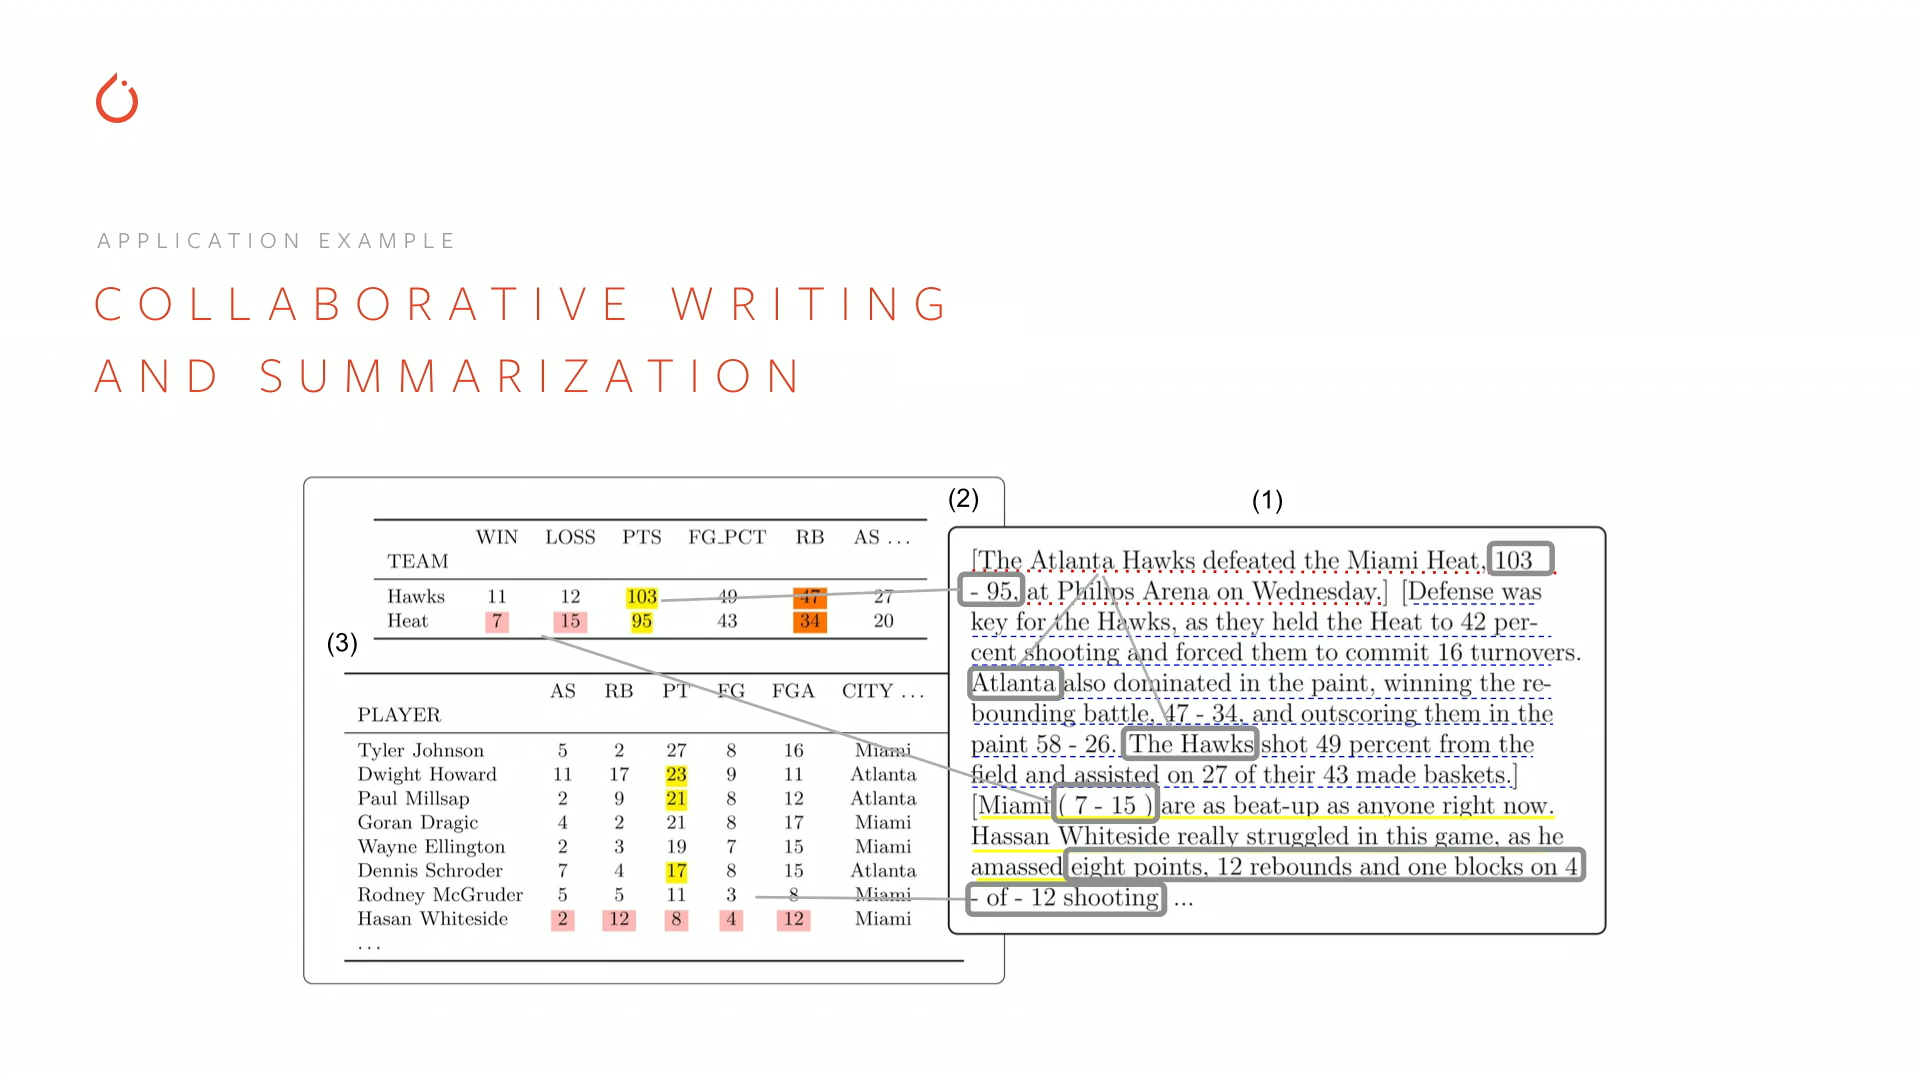 APPLICATION EXAMPLE
COLLABORATIVE WRITING
AND SUMMARIZATION
(2)
(1)
(3)
WIN LOSS PTS FG_PCT RB AS ...
TEAM
Hawks 11 12 103 49 47 27
Heat 7 15 95 43 34 20
AS RB PT FG FGA CITY ...
PLAYER
Tyler Johnson 5 2 27 8 16 Miami
Dwight Howard 11 17 23 9 11 Atlanta
Paul Millsap 2 9 21 8 12 Atlanta
Goran Dragic 4 2 21 8 17 Miami
Wayne Ellington 2 3 19 7 15 Miami
Dennis Schroder 7 4 17 8 15 Atlanta
Rodney McGruder 5 5 11 3 8 Miami
Hasan Whiteside 2 12 8 4 12 Miami
...
[The Atlanta Hawks defeated the Miami Heat, 103
- 95, at Philips Arena on Wednesday.] [Defense was
key for the Hawks, as they held the Heat to 42 per-
cent shooting and forced them to commit 16 turnovers.
Atlanta also dominated in the paint, winning the re-
bounding battle, 47 - 34, and outscoring them in the
paint 58 - 26. The Hawks shot 49 percent from the
field and assisted on 27 of their 43 made baskets.]
[Miami ( 7 - 15 ) are as beat-up as anyone right now.
Hassan Whiteside really struggled in this game, as he
amassed eight points, 12 rebounds and one blocks on 4
- of - 12 shooting ...